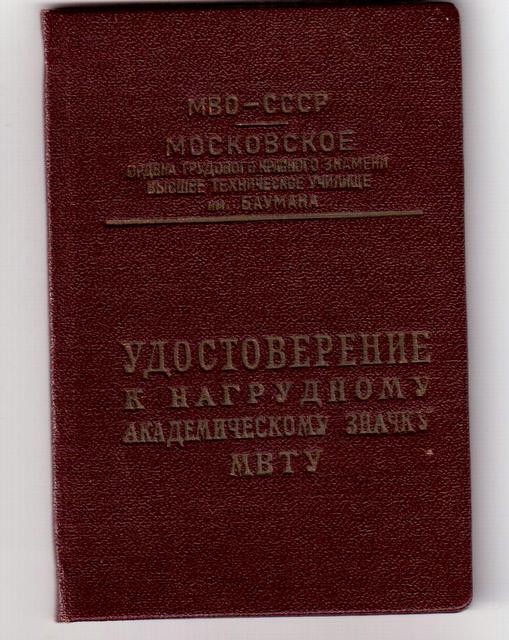 МВО-СССР
МОСКОВСКОЕ
ОРДЕНА ТРУДОВОГО КРАСНОГО ЗНАМЕНИ
ВЫСШЕЕ ТЕХНИЧЕСКОЕ УЧИЛИЩЕ
им. БАУМАНА
УДОСТОВЕРЕНИЕ
К НАГРУДНОМУ
АКАДЕМИЧЕСКОМУ ЗНАЧКУ
МВТУ